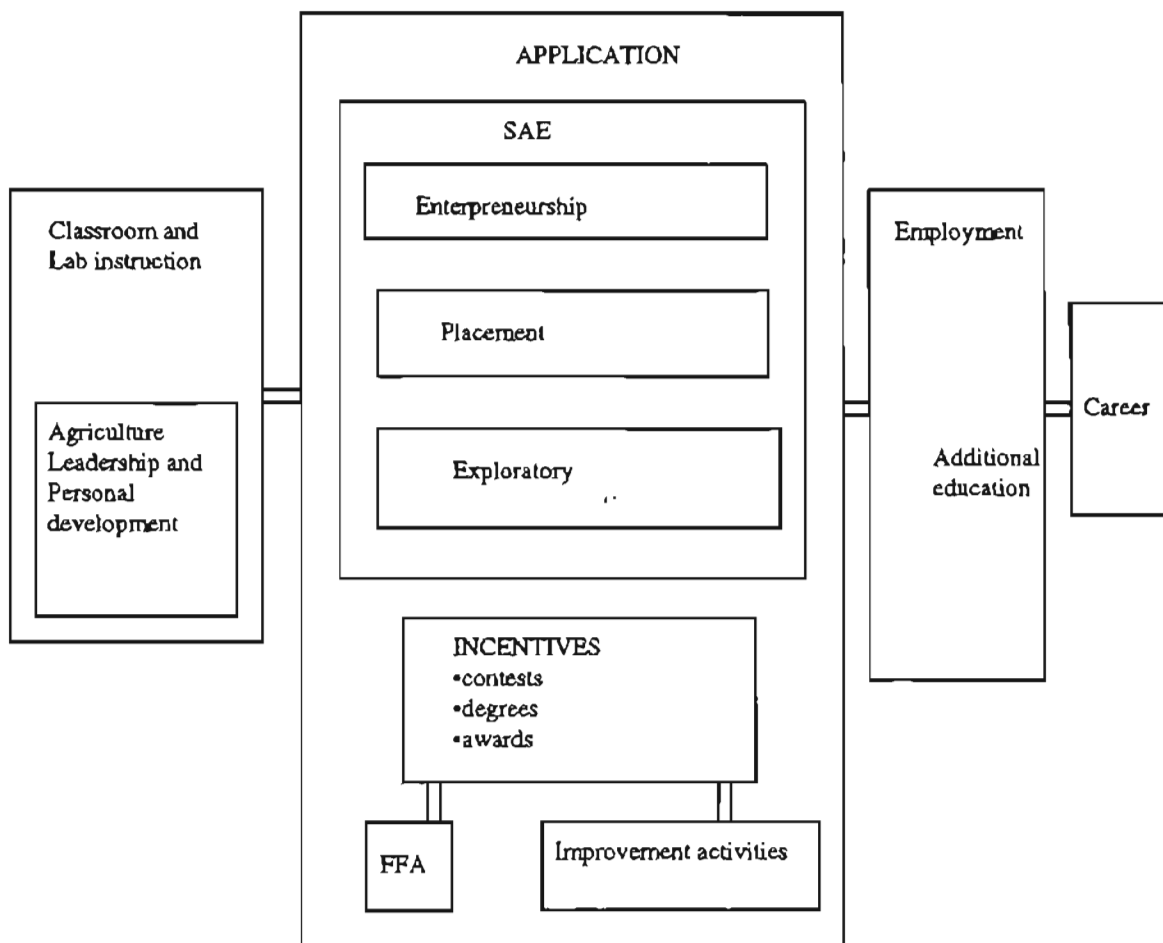 APPLICATION
SAE
Enterpreneurship
Placement
Exploratory
Classroom and
Lab instruction
Agriculture
Leadership and
Personal
development
INCENTIVES
•contests
•degrees
•awards
FFA
Improvement activities
Employment
Additional
education
Career